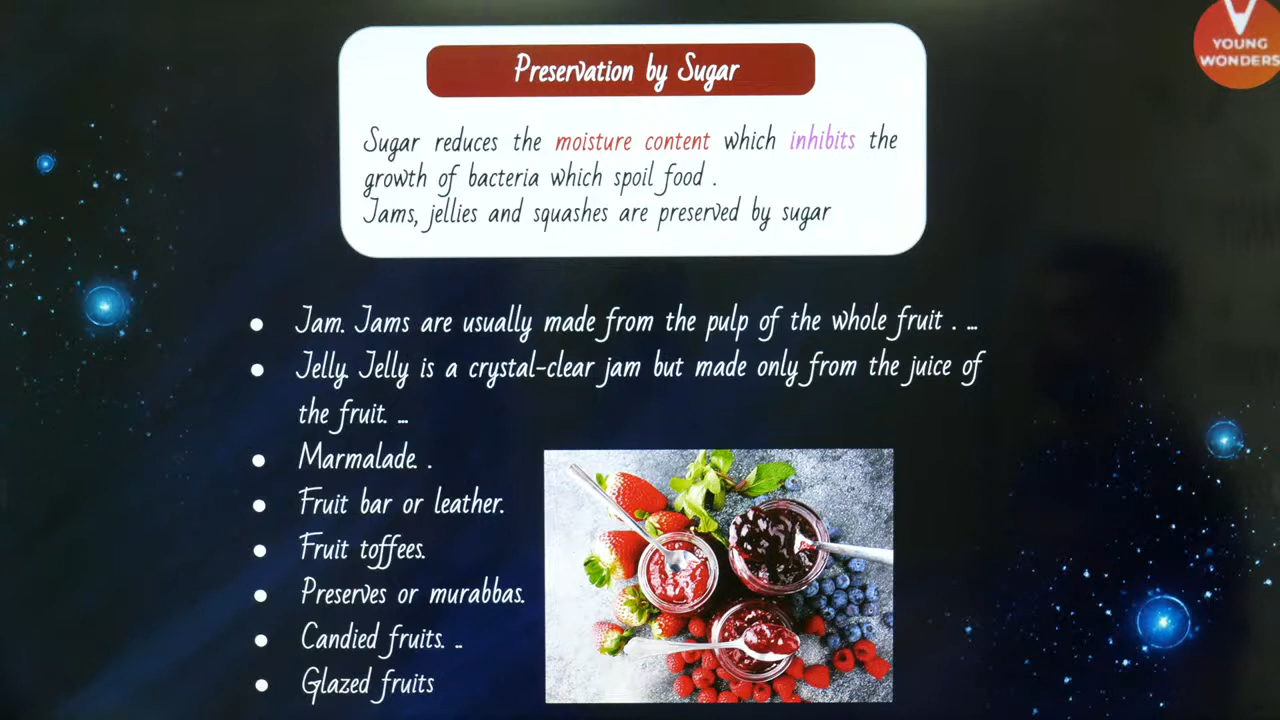 YOUNG
WONDERS
Preservation by Sugar
Sugar reduces the moisture content which inhibits the
growth of bacteria which spoil food .
Jams, jellies and squashes are preserved by sugar
● Jam. Jams are usually made from the pulp of the whole fruit . ...
● Jelly. Jelly is a crystal-clear jam but made only from the juice of
the fruit. ...
● Marmalade. .
● Fruit bar or leather.
● Fruit toffees.
● Preserves or murabbas.
● Candied fruits. ..
● Glazed fruits